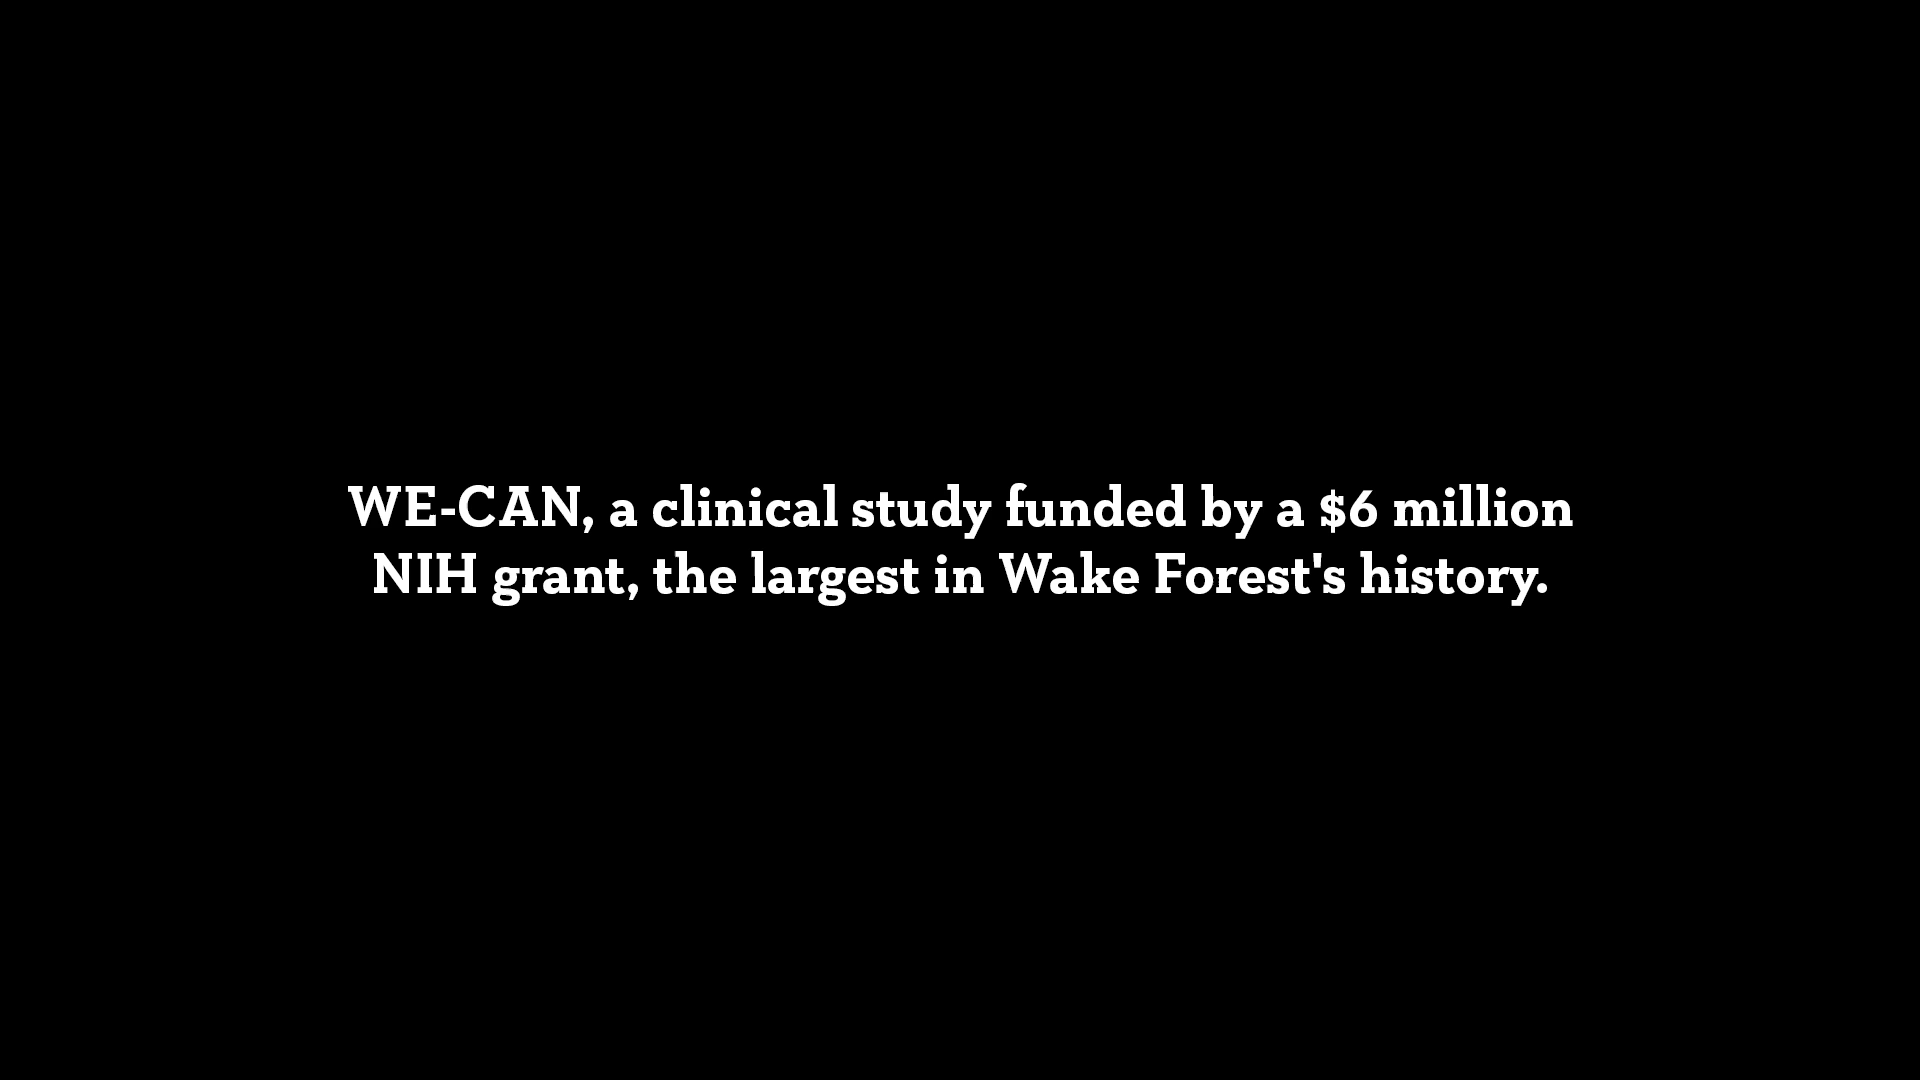 WE-CAN, a clinical study funded by a $6 million
NIH grant, the largest in Wake Forest's history.